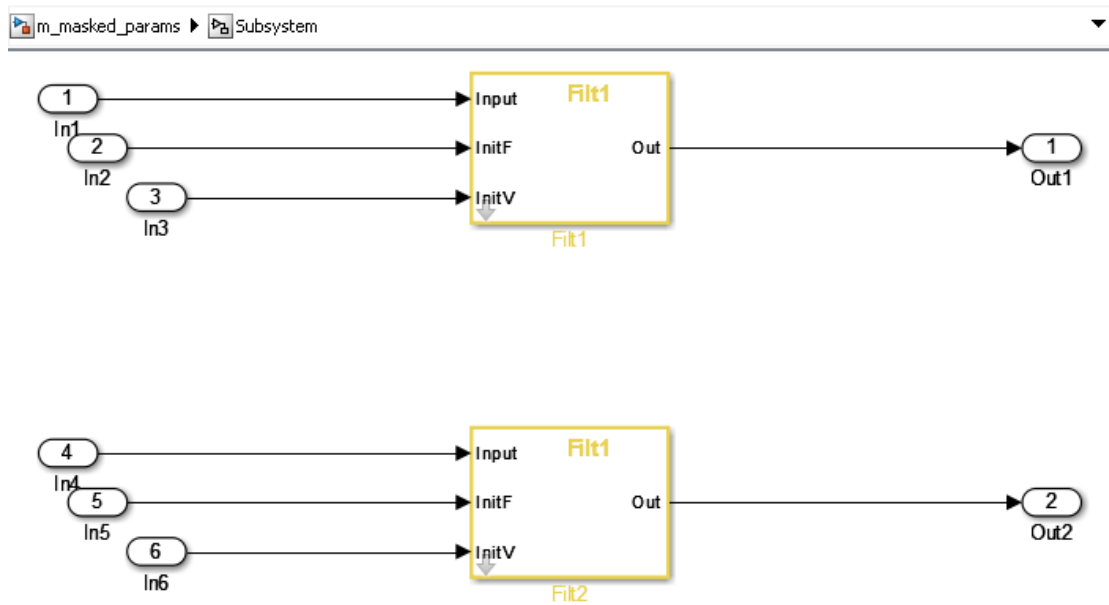 m_masked_params Subsystem
1
In1
2
In2
3
In3
Input
InitF
InitV
Filt1
Out
Filt1
1
Out1
4
In4
5
In5
6
In6
Input
InitF
InitV
Filt1
Out
Filt2
2
Out2